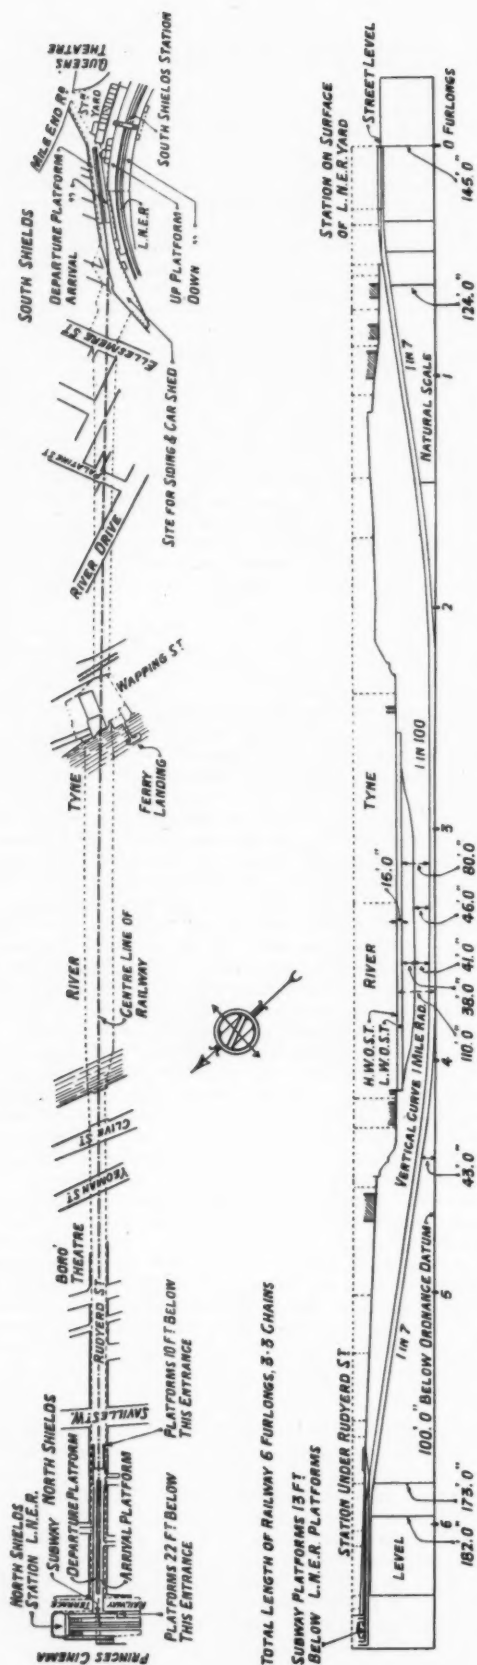 NORTH SHIELDS
STATION L.N.E.R.
SUBWAY NORTH SHIELDS
DEPARTURE PLATFORM
TERRACE
RAILWAY
PRINCES CINEMA
ARRIVAL PLATFORM
PLATFORMS 22 FT BELOW
THIS ENTRANCE
SAVILLE ST W.
PLATFORMS 10 FT BELOW
THIS ENTRANCE
RUDYERD ST
BORO'
THEATRE
YEOMAN ST
CLIVE ST
RIVER
TYNE
CENTRE LINE OF
RAILWAY
FERRY
LANDING
WAPPING ST
RIVER DRIVE
PALATINE ST
ELLESMERE ST
SOUTH SHIELDS
DEPARTURE PLATFORM
ARRIVAL "
MILE END RD
QUEENS'
THEATRE
STR
YARD
L.N.E.R.
SOUTH SHIELDS STATION
UP PLATFORM
DOWN "
SITE FOR SIDING & CAR SHED
TOTAL LENGTH OF RAILWAY 6 FURLONGS, 3·3 CHAINS
SUBWAY PLATFORMS 13 FT
BELOW L.N.E.R. PLATFORMS
STATION UNDER RUDYERD ST
LEVEL
1 IN 7
100'.0" BELOW ORDNANCE DATUM
VERTICAL CURVE 1 MILE RAD.
H.W.O.S.T.
L.W.O.S.T.
RIVER
TYNE
15'.0"
1 IN 100
NATURAL SCALE
1 IN 7
STATION ON SURFACE
OF L.N.E.R. YARD
STREET LEVEL
6
5
4
3
2
1
0 FURLONGS
182'.0"
173'.0"
43'.0"
110'.0"
38'.0"
41'.0"
46'.0"
80'.0"
124'.0"
145'.0"